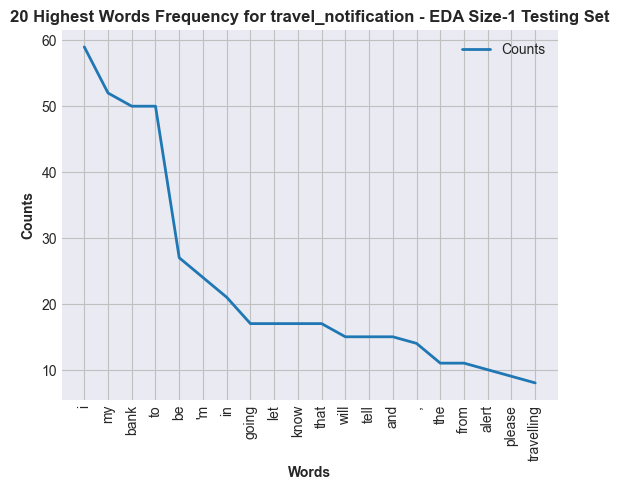 20 Highest Words Frequency for travel_notification - EDA Size-1 Testing Set
Counts
Counts
60
50
40
30
20
10
i
my
bank
to
be
'm
in
going
let
know
that
will
tell
and
,
the
from
alert
please
travelling
Words